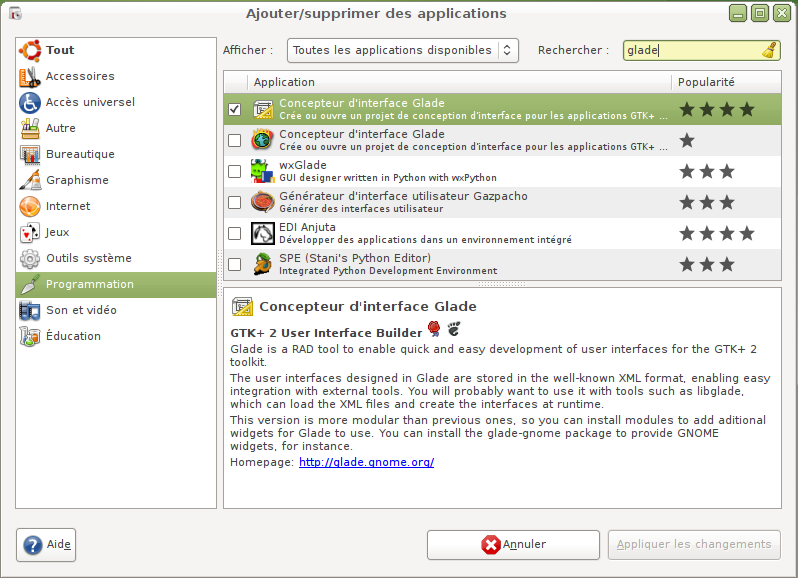 Ajouter/supprimer des applications
Afficher : Toutes les applications disponibles Rechercher : glade
Tout
Accessoires
Accès universel
Autre
Bureautique
Graphisme
Internet
Jeux
Outils système
Programmation
Son et vidéo
Éducation
Application Popularité
Concepteur d'interface Glade
Crée ou ouvre un projet de conception d'interface pour les applications GTK+ ...
Concepteur d'interface Glade
Crée ou ouvre un projet de conception d'interface pour les applications GTK+ ...
wxGlade
GUI designer written in Python with wxPython
Générateur d'interface utilisateur Gazpacho
Générer des interfaces utilisateur
EDI Anjuta
Développer des applications dans un environnement intégré
SPE (Stani's Python Editor)
Integrated Python Development Environment
Concepteur d'interface Glade
GTK+ 2 User Interface Builder
Glade is a RAD tool to enable quick and easy development of user interfaces for the GTK+ 2
toolkit.
The user interfaces designed in Glade are stored in the well-known XML format, enabling easy
integration with external tools. You will probably want to use it with tools such as libglade,
which can load the XML files and create the interfaces at runtime.
This version is more modular than previous ones, so you can install modules to add aditional
widgets for Glade to use. You can install the glade-gnome package to provide GNOME
widgets, for instance.
Homepage: http://glade.gnome.org/
Aide Annuler Appliquer les changements